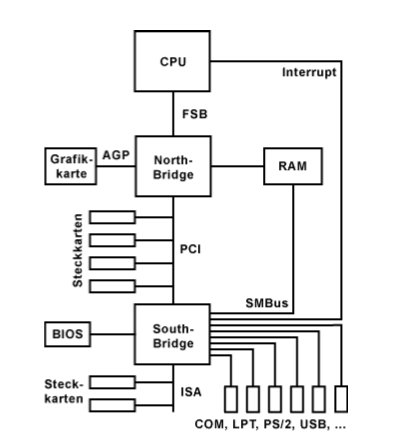 CPU
Interrupt
FSB
Grafik-
karte
AGP
North-
Bridge
RAM
Steckkarten
PCI
SMBus
BIOS
South-
Bridge
Steck-
karten
ISA
COM, LPT, PS/2, USB, ...